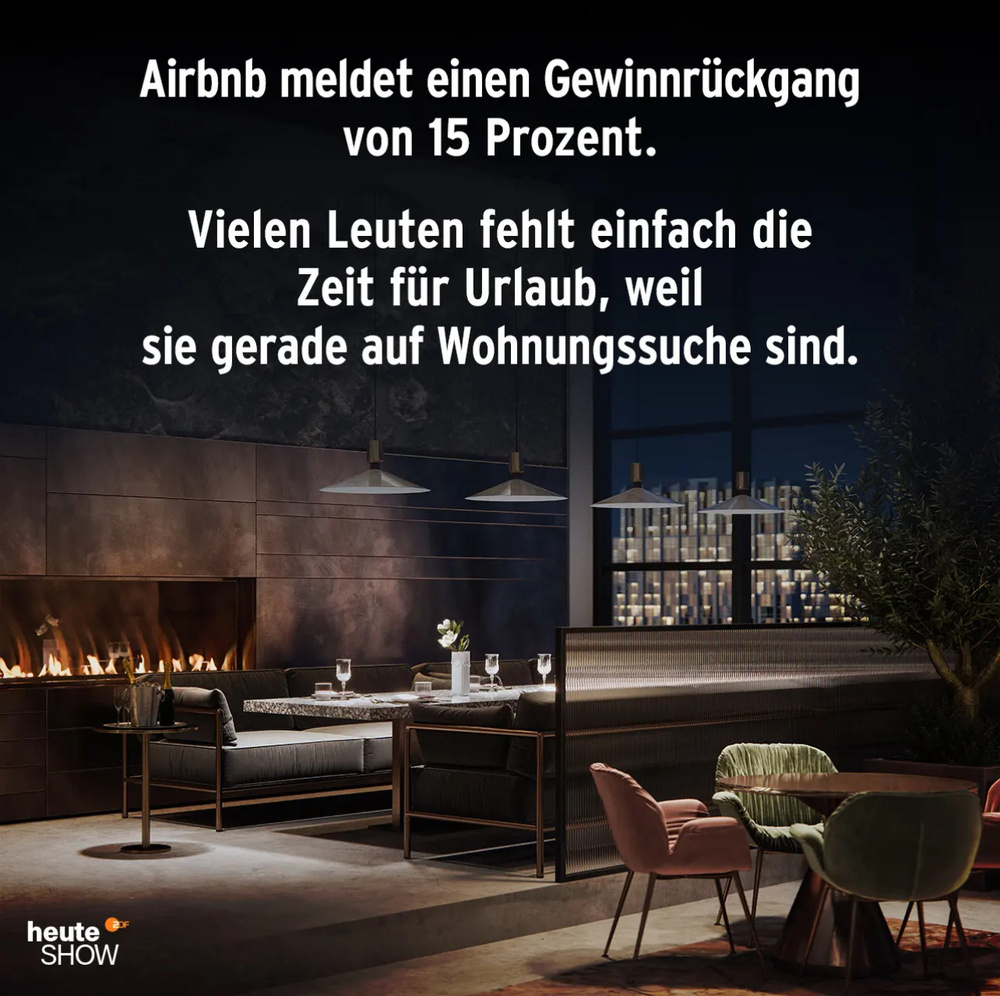 Airbnb meldet einen Gewinnrückgang
von 15 Prozent.
Vielen Leuten fehlt einfach die
Zeit für Urlaub, weil
sie gerade auf Wohnungssuche sind.
heute ZDF
SHOW